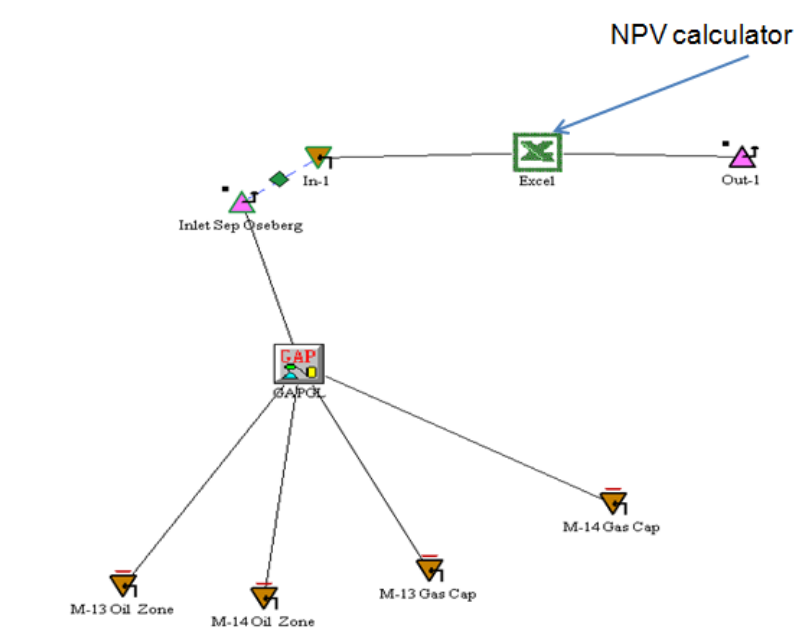 NPV calculator
In-1
Excel
Out-1
Inlet Sep Oseberg
GAP
GAPGL
M-14 Gas Cap
M-13 Gas Cap
M-13 Oil Zone
M-14 Oil Zone